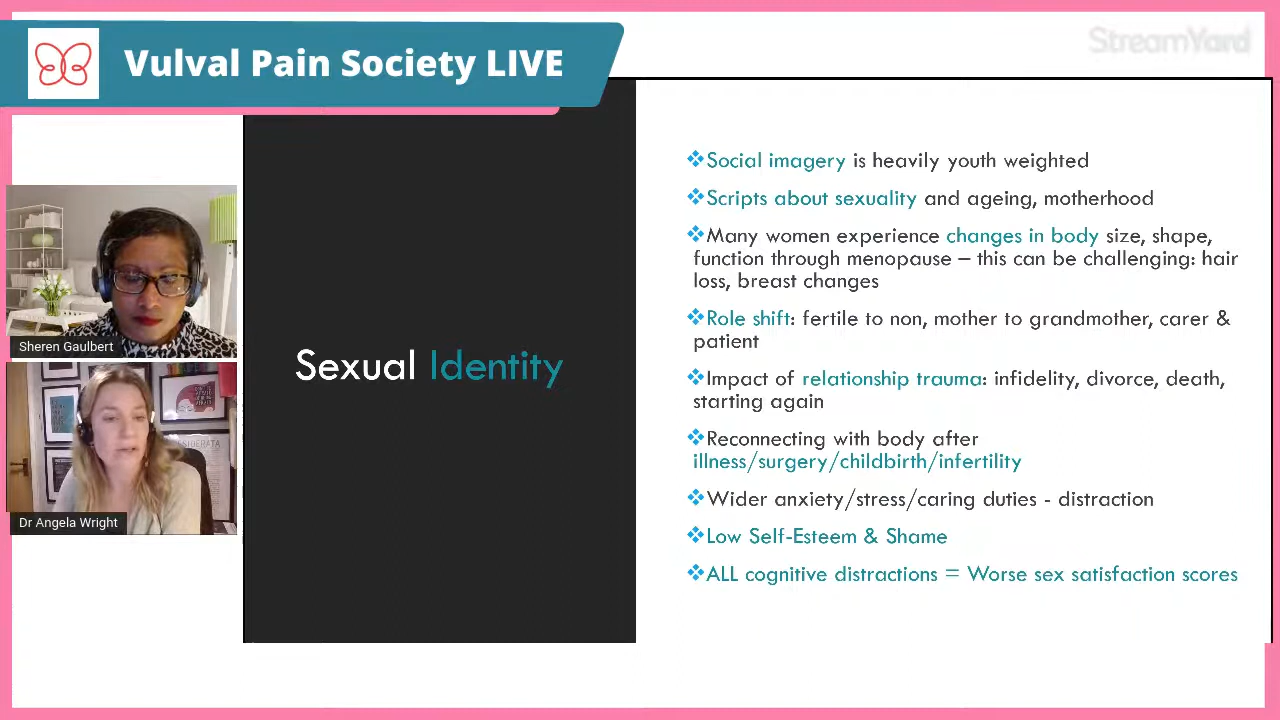 Vulval Pain Society LIVE
StreamYard
Sheren Gaulbert
Dr Angela Wright
SIDERATA
Sexual Identity
❖Social imagery is heavily youth weighted
❖Scripts about sexuality and ageing, motherhood
❖Many women experience changes in body size, shape,
function through menopause – this can be challenging: hair
loss, breast changes
❖Role shift: fertile to non, mother to grandmother, carer &
patient
❖Impact of relationship trauma: infidelity, divorce, death,
starting again
❖Reconnecting with body after
illness/surgery/childbirth/infertility
❖Wider anxiety/stress/caring duties - distraction
❖Low Self-Esteem & Shame
❖ALL cognitive distractions = Worse sex satisfaction scores